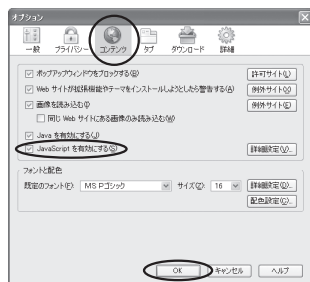 オプション
一般 プライバシー コンテンツ タブ ダウンロード 詳細
ポップアップウィンドウをブロックする(B) 許可サイト(L)
Web サイトが拡張機能やテーマをインストールしようとしたら警告する(A) 例外サイト(X)
画像を読み込む(I) 例外サイト(E)
同じ Web サイトにある画像のみ読み込む(W)
Java を有効にする(J)
JavaScript を有効にする(S) 詳細設定(V)...
フォントと配色
既定のフォント(F): MS Pゴシック サイズ(Z): 16 詳細設定(D)...
配色設定(C)...
OK キャンセル ヘルプ